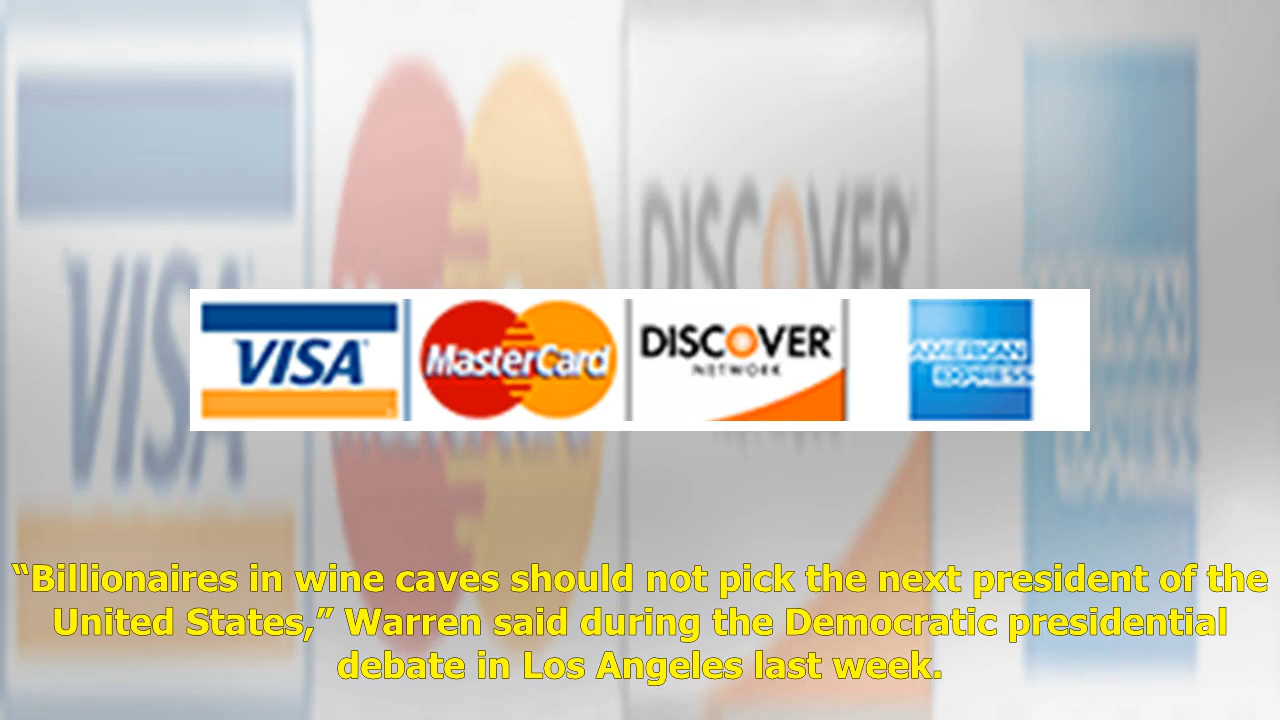 VISA MasterCard DISCOVER AMERICAN
NETWORK EXPRESS
“Billionaires in wine caves should not pick the next president of the
United States,” Warren said during the Democratic presidential
debate in Los Angeles last week.